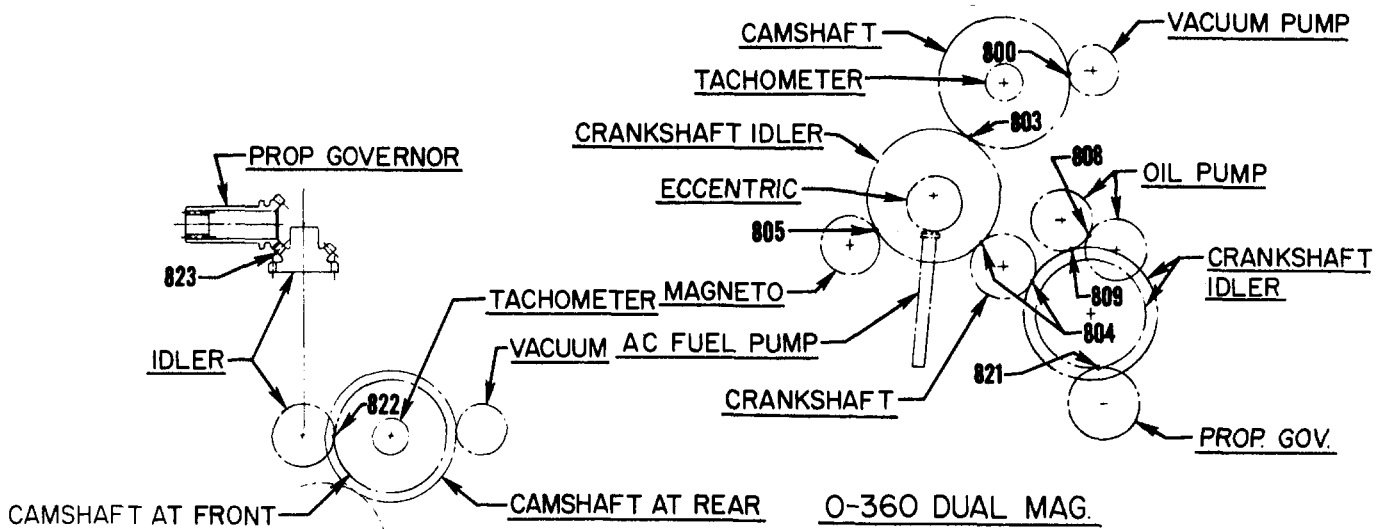 CAMSHAFT
800
VACUUM PUMP
TACHOMETER
803
CRANKSHAFT IDLER
808
PROP GOVERNOR
OIL PUMP
ECCENTRIC
805
823
CRANKSHAFT
IDLER
809
TACHOMETER
MAGNETO
804
IDLER
VACUUM
AC FUEL PUMP
821
822
CRANKSHAFT
PROP. GOV.
CAMSHAFT AT FRONT
CAMSHAFT AT REAR
O-360 DUAL MAG.